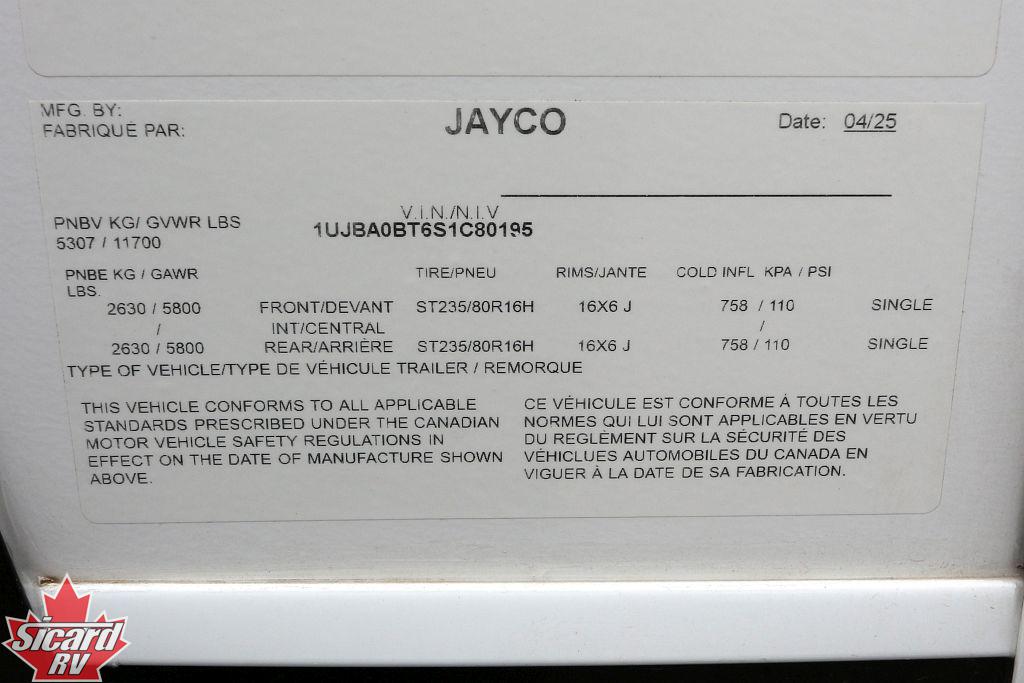 MFG. BY:
FABRIQUÉ PAR:
JAYCO
Date: 04/25
V.I.N./N.I.V
PNBV KG/ GVWR LBS
5307 / 11700
1UJBA0BT6S1C80195
PNBE KG / GAWR LBS.
TIRE/PNEU RIMS/JANTE COLD INFL KPA / PSI
2630 / 5800 FRONT/DEVANT ST235/80R16H 16X6 J 758 / 110 SINGLE
/ INT/CENTRAL /
2630 / 5800 REAR/ARRIÈRE ST235/80R16H 16X6 J 758 / 110 SINGLE
TYPE OF VEHICLE/TYPE DE VÉHICULE TRAILER / REMORQUE
THIS VEHICLE CONFORMS TO ALL APPLICABLE
STANDARDS PRESCRIBED UNDER THE CANADIAN
MOTOR VEHICLE SAFETY REGULATIONS IN
EFFECT ON THE DATE OF MANUFACTURE SHOWN
ABOVE.
CE VÉHICULE EST CONFORME À TOUTES LES
NORMES QUI LUI SONT APPLICABLES EN VERTU
DU REGLÈMENT SUR LA SÉCURITÉ DES
VÉHICLUES AUTOMOBILES DU CANADA EN
VIGUER À LA DATE DE SA FABRICATION.
Sicard
RV